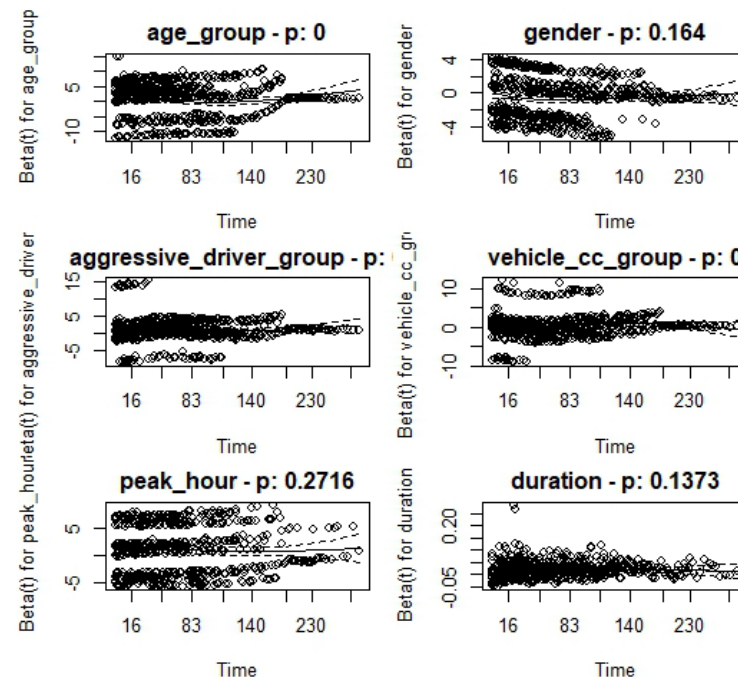 age_group - p: 0
Beta(t) for age_group
5
-10
16 83 140 230
Time
gender - p: 0.164
Beta(t) for gender
4
0
-4
16 83 140 230
Time
aggressive_driver_group - p:
Beta(t) for aggressive_driver
15
5
-5
16 83 140 230
Time
vehicle_cc_group - p: 0
Beta(t) for vehicle_cc_gr
10
0
-10
16 83 140 230
Time
peak_hour - p: 0.2716
Beta(t) for peak_hour
5
-5
16 83 140 230
Time
duration - p: 0.1373
Beta(t) for duration
0.20
-0.05
16 83 140 230
Time